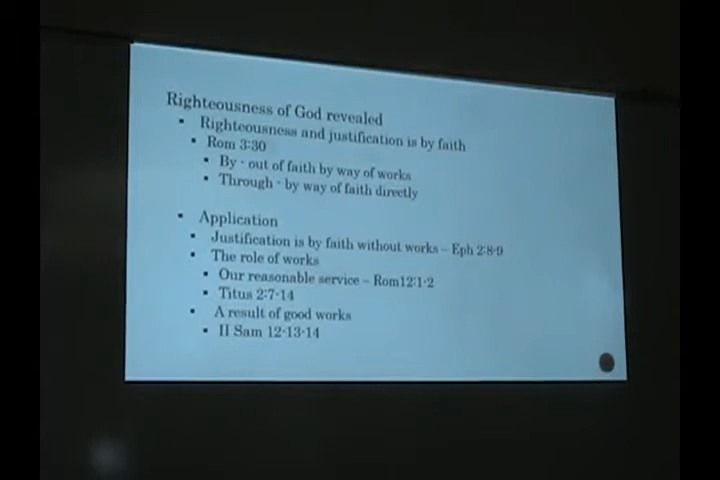 Righteousness of God revealed
▪ Righteousness and justification is by faith
▪ Rom 3:30
▪ By - out of faith by way of works
▪ Through - by way of faith directly
▪ Application
▪ Justification is by faith without works – Eph 2:8-9
▪ The role of works
▪ Our reasonable service – Rom12:1-2
▪ Titus 2:7-14
▪ A result of good works
▪ II Sam 12-13-14